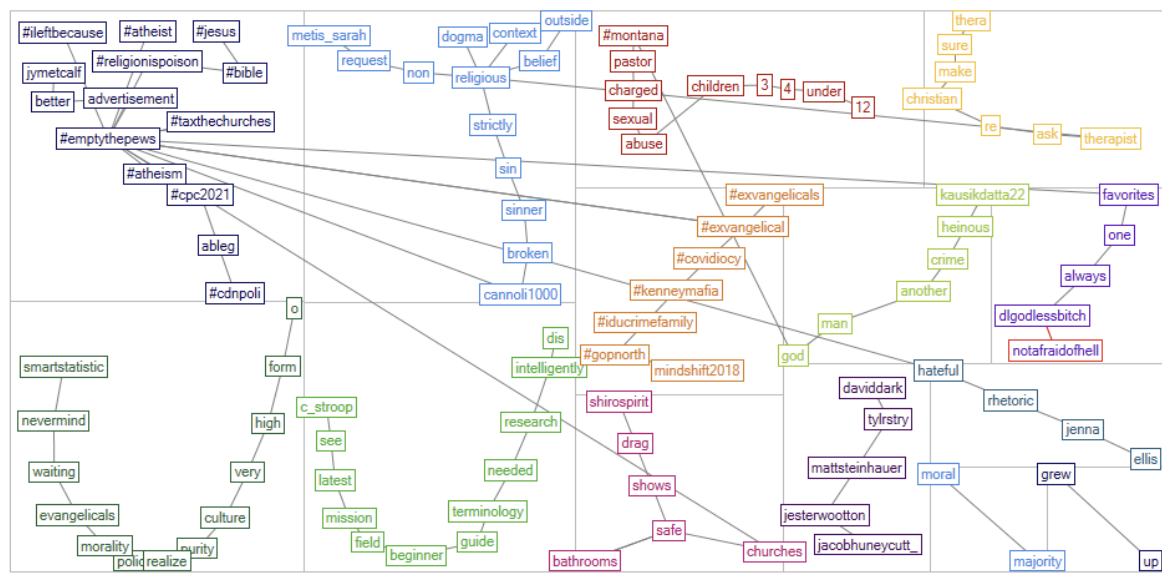 #ileftbecause
#atheist
#jesus
#religionispoison
jymetcalf
#bible
better
advertisement
#taxthechurches
#emptythepews
#atheism
#cpc2021
ableg
#cdnpoli
metis_sarah
request
non
dogma
context
outside
belief
religious
strictly
sin
sinner
broken
cannoli1000
#montana
pastor
charged
sexual
abuse
children
3
4
under
12
thera
sure
make
christian
re
ask
therapist
#exvangelicals
#exvangelical
#covidiocy
#kenneymafia
#iducrimefamily
#gopnorth
mindshift2018
kausikdatta22
heinous
crime
another
man
god
favorites
one
always
dlgodlessbitch
notafraidofhell
o
form
high
very
culture
purity
realize
morality
evangelicals
waiting
nevermind
smartstatistic
dis
intelligently
research
needed
terminology
guide
beginner
field
mission
latest
see
c_stroop
shirospirit
drag
shows
safe
bathrooms
churches
daviddark
tylrstry
mattsteinhauer
jesterwootton
jacobhuneycutt_
hateful
rhetoric
jenna
ellis
moral
majority
grew
up